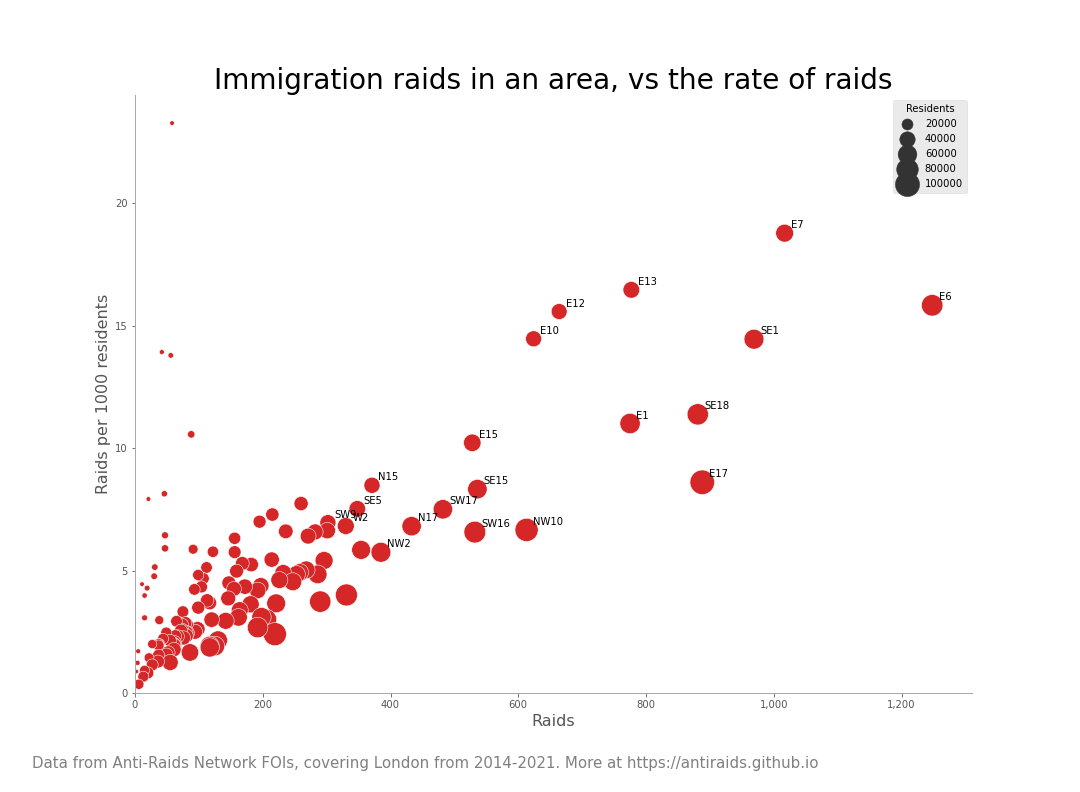 Immigration raids in an area, vs the rate of raids
Residents
20000
40000
60000
80000
100000
Raids per 1000 residents
20
15
10
5
0
E7
E13
E6
E12
E10
SE1
SE18
E1
E15
E17
N15
SE15
SE5
SW17
SW9
W2
N17
SW16
NW10
NW2
0
200
400
600
800
1,000
1,200
Raids
Data from Anti-Raids Network FOIs, covering London from 2014-2021. More at https://antiraids.github.io